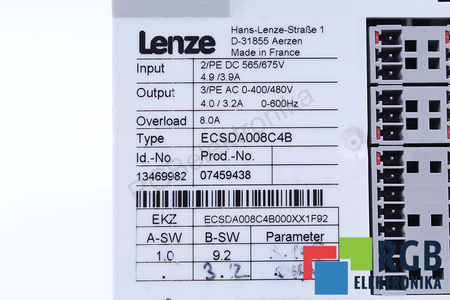 Lenze
Hans-Lenze-Straße 1
D-31855 Aerzen
Made in France
Input 2/PE DC 565/675V
4.9 /3.9A
Output 3/PE AC 0-400/480V
4.0 / 3.2A 0-600Hz
Overload 8.0A
Type ECSDA008C4B
Id.-No Prod.-No.
13469982 07459438
EKZ ECSDA008C4B000XX1F92
A-SW B-SW Parameter
1.0 9.2
. 3.2
RGB
ELEKTRONIKA